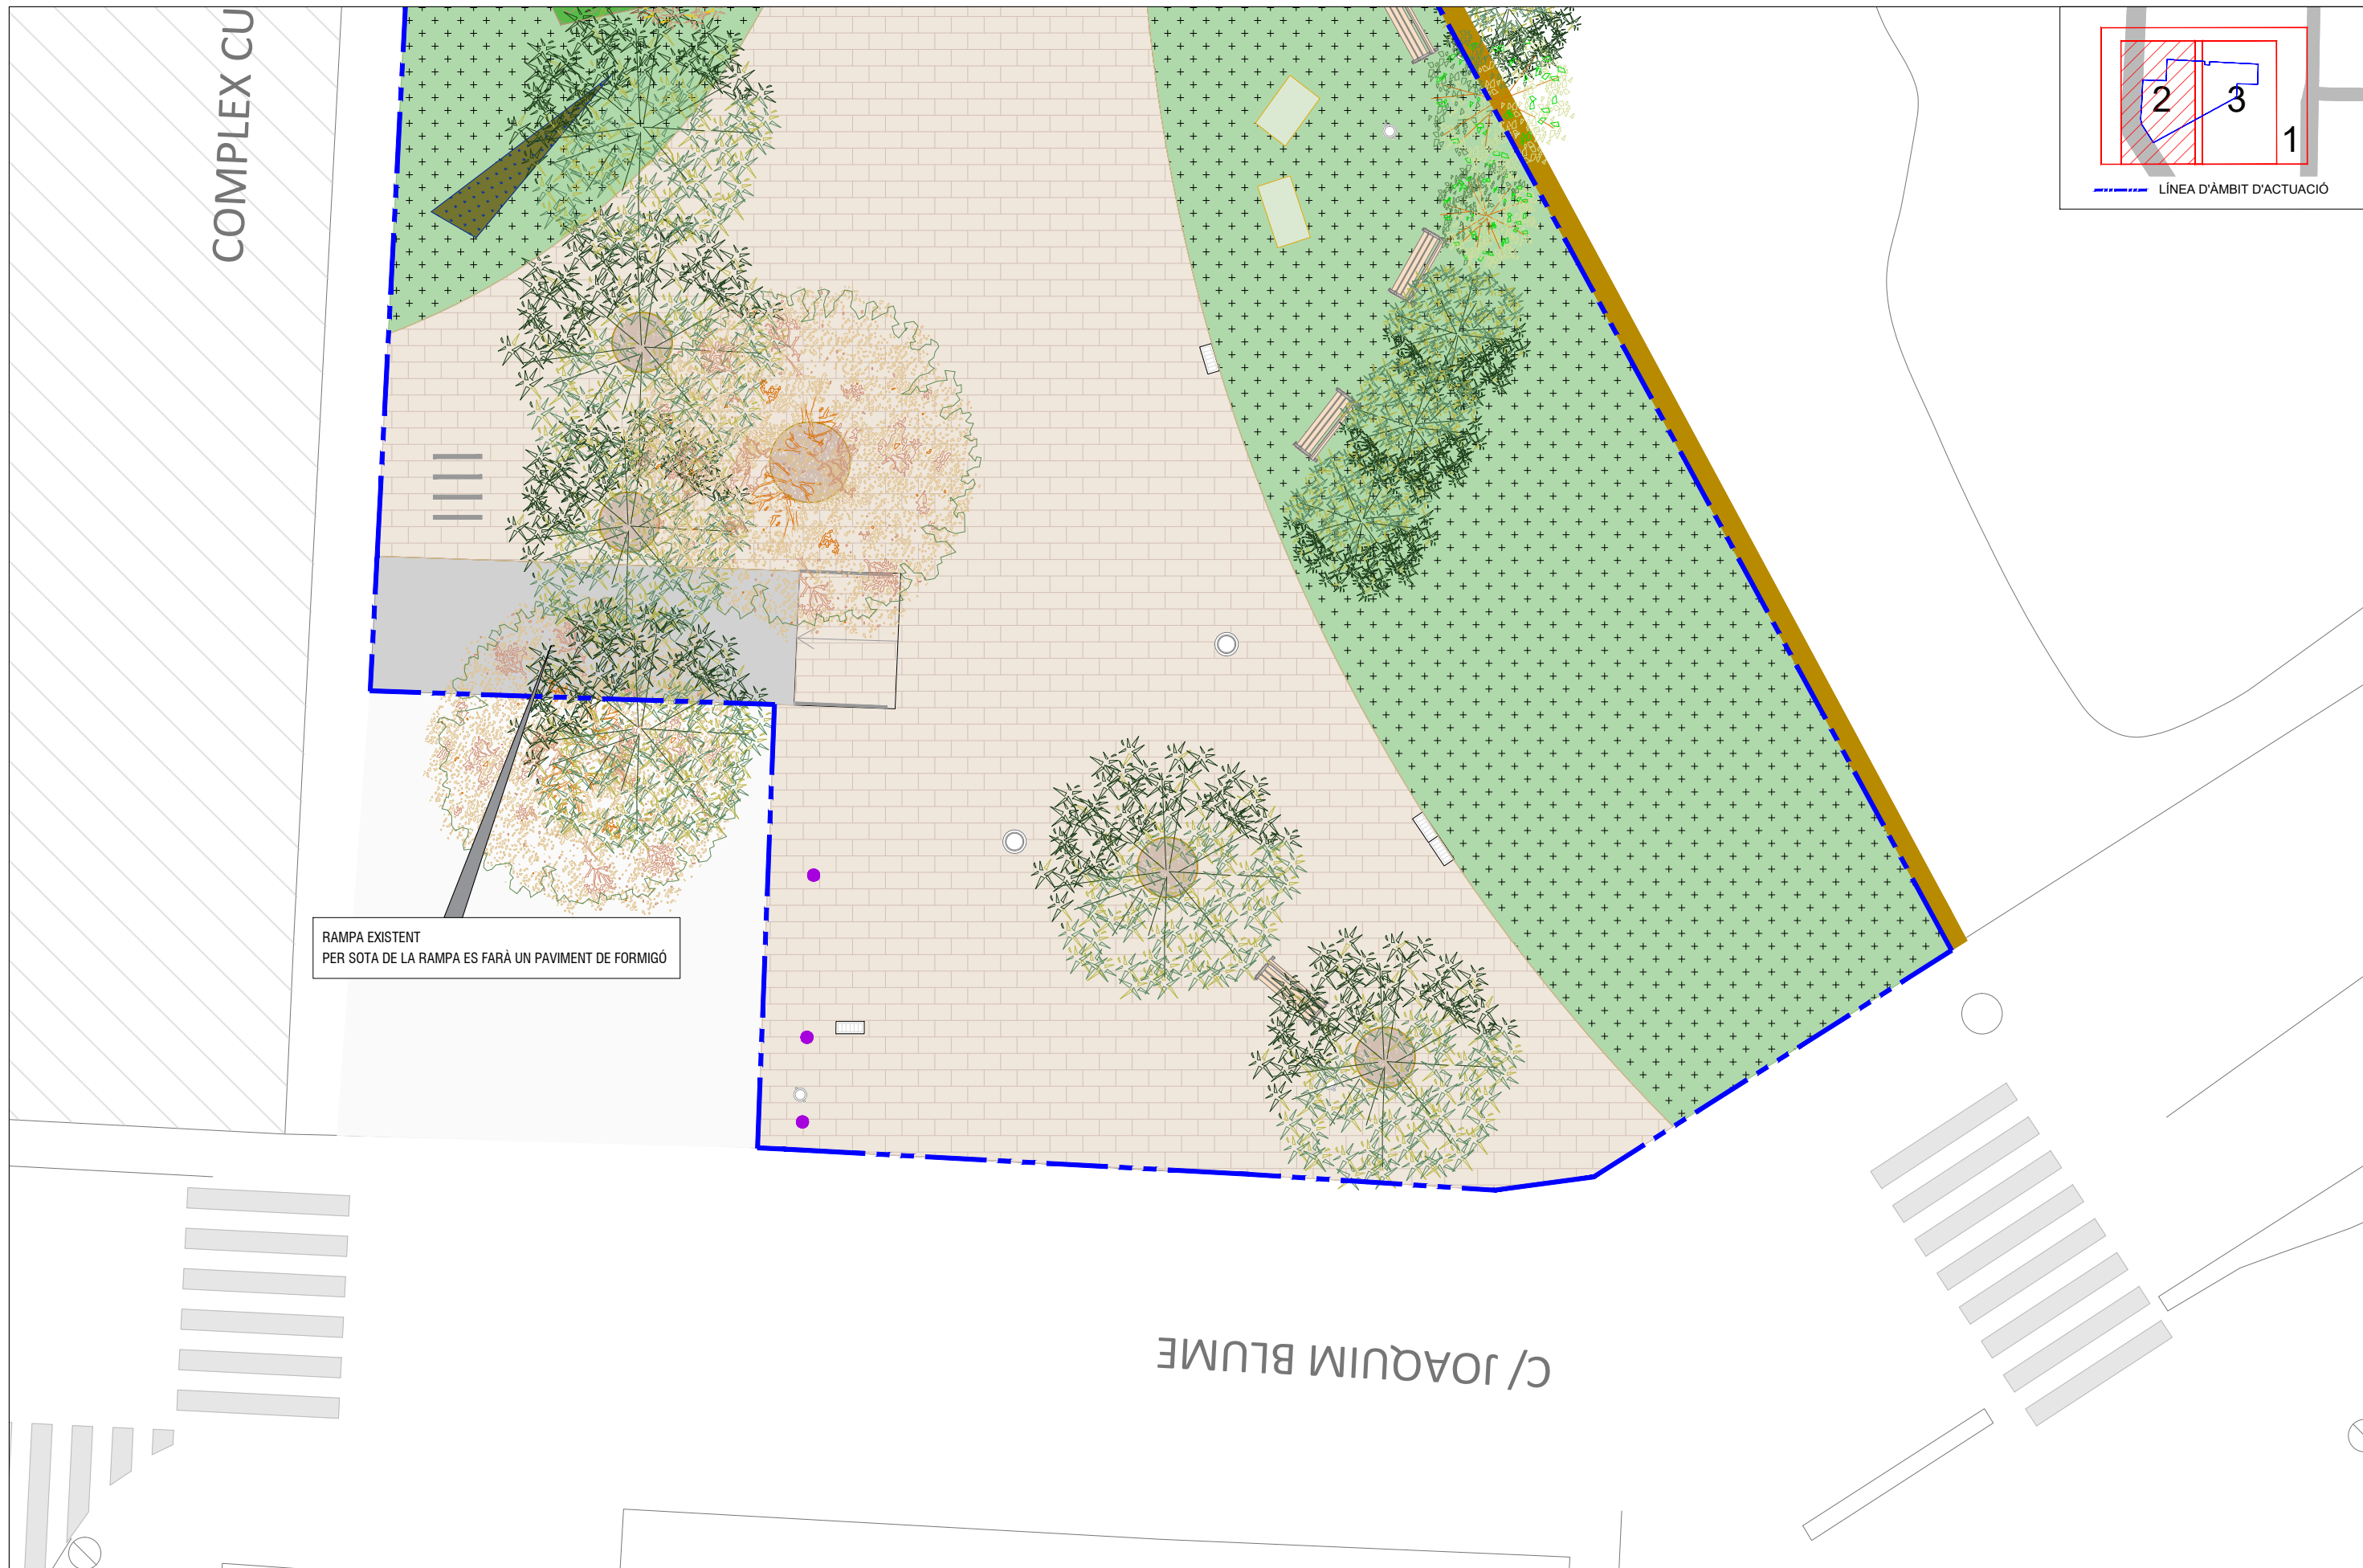 COMPLEX CU
2
3
1
LÍNEA D'ÀMBIT D'ACTUACIÓ
RAMPA EXISTENT
PER SOTA DE LA RAMPA ES FARÀ UN PAVIMENT DE FORMIGÓ
C/ JOAQUIM BLUME